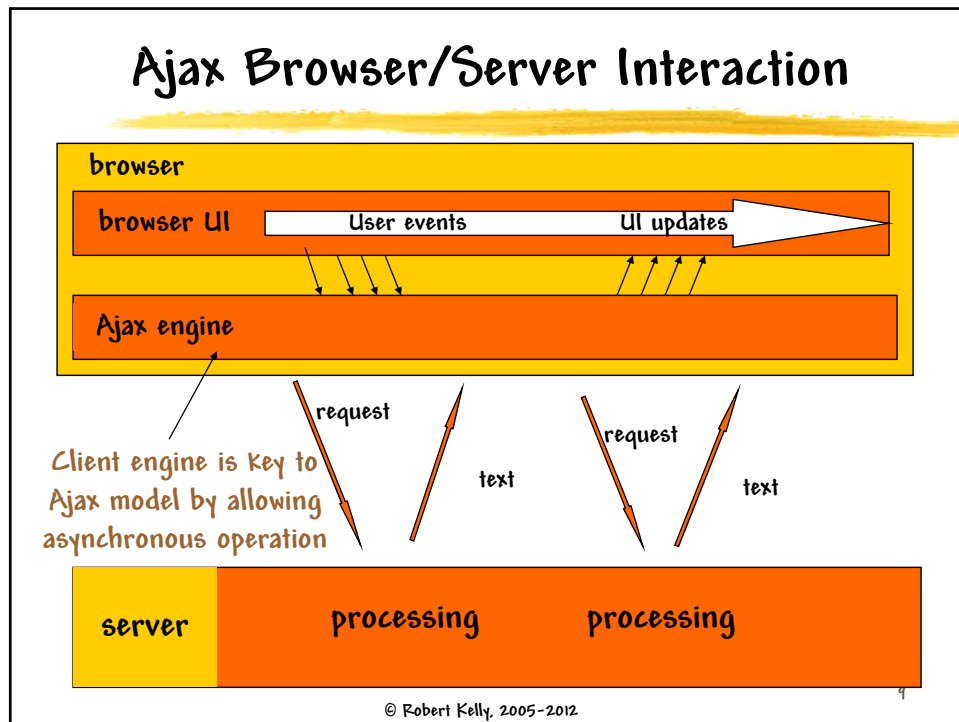 Ajax Browser/Server Interaction
browser
browser UI
User events
UI updates
Ajax engine
request
text
request
text
Client engine is key to
Ajax model by allowing
asynchronous operation
server
processing
processing
9
© Robert Kelly, 2005-2012